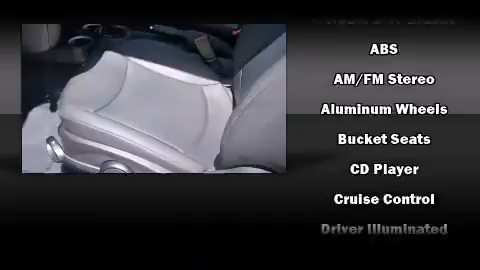 ABS
AM/FM Stereo
Aluminum Wheels
Bucket Seats
CD Player
Cruise Control
Driver Illuminated